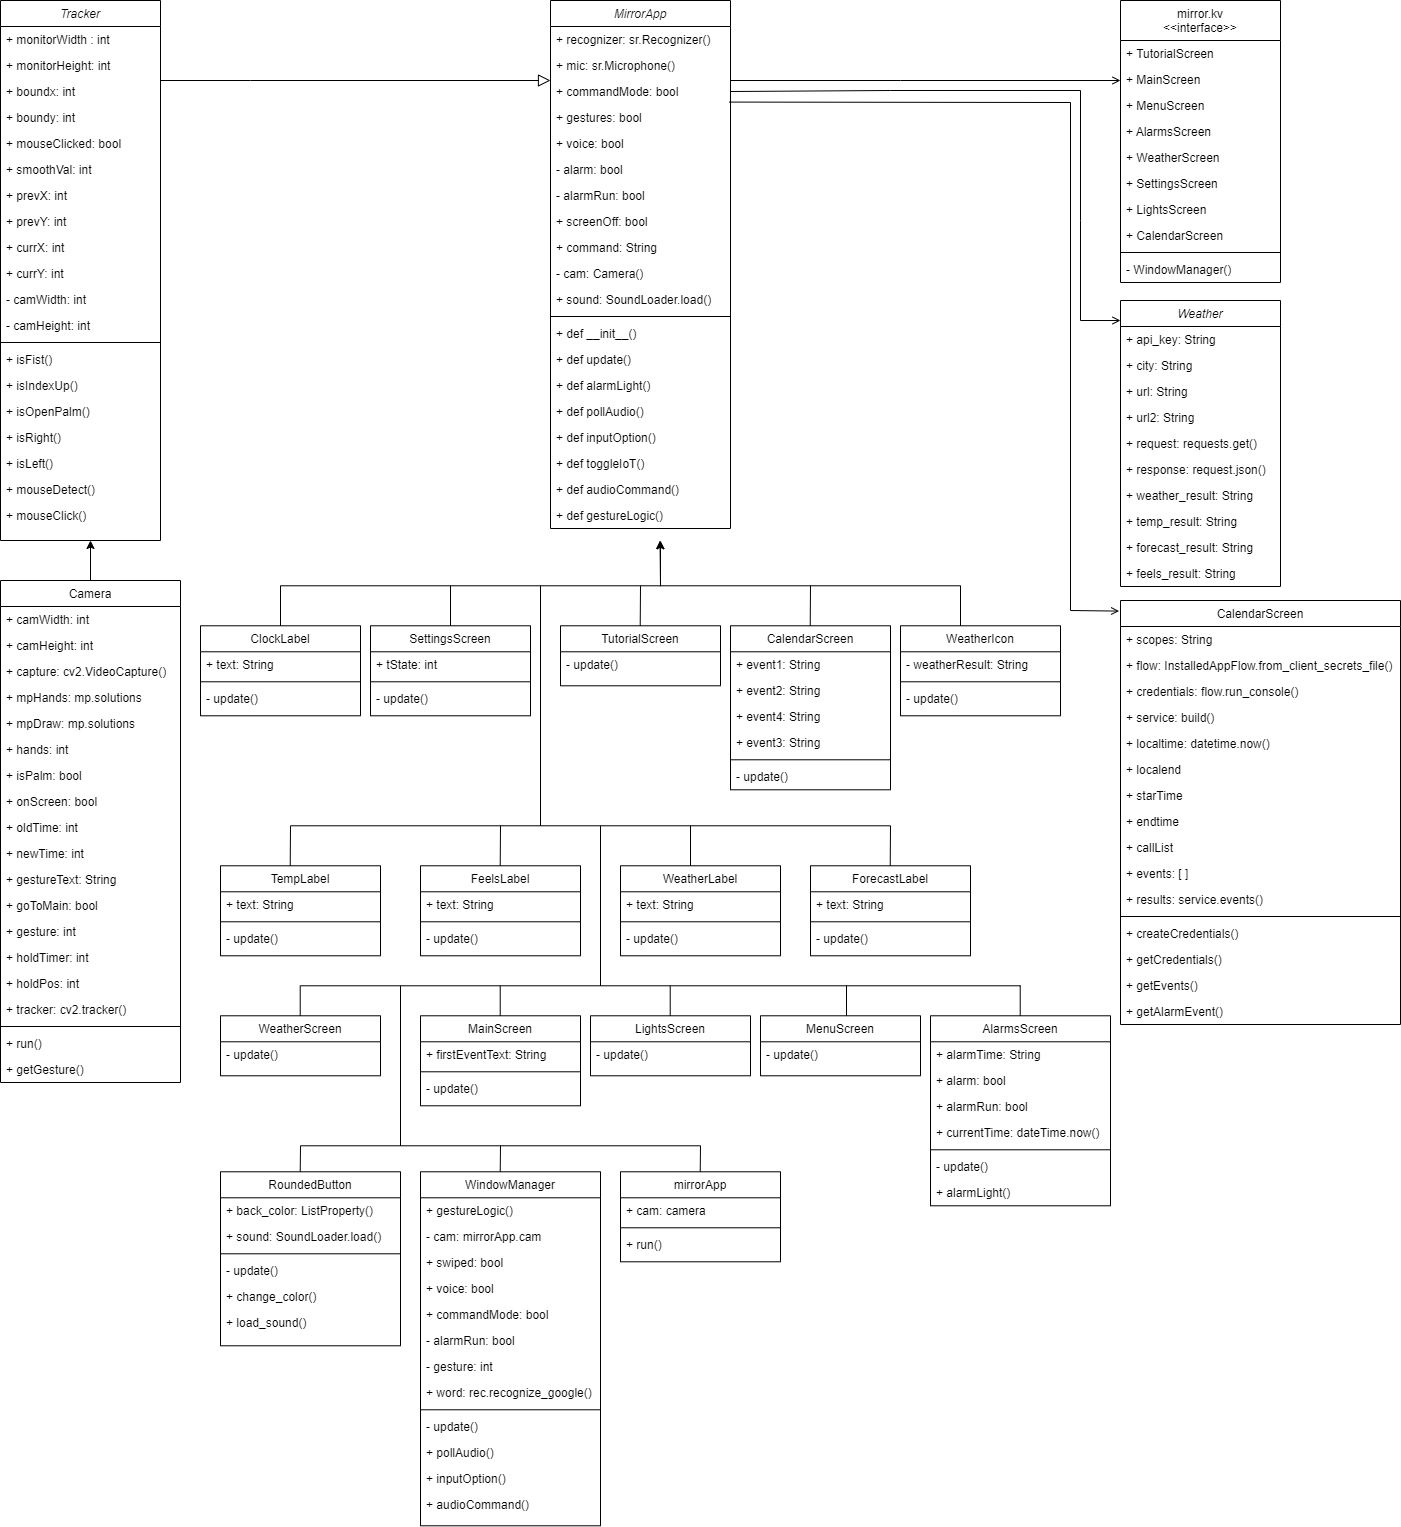 Tracker
+ monitorWidth : int
+ monitorHeight: int
+ boundx: int
+ boundy: int
+ mouseClicked: bool
+ smoothVal: int
+ prevX: int
+ prevY: int
+ currX: int
+ currY: int
- camWidth: int
- camHeight: int
+ isFist()
+ isIndexUp()
+ isOpenPalm()
+ isRight()
+ isLeft()
+ mouseDetect()
+ mouseClick()
MirrorApp
+ recognizer: sr.Recognizer()
+ mic: sr.Microphone()
+ commandMode: bool
+ gestures: bool
+ voice: bool
- alarm: bool
- alarmRun: bool
+ screenOff: bool
+ command: String
- cam: Camera()
+ sound: SoundLoader.load()
+ def __init__()
+ def update()
+ def alarmLight()
+ def pollAudio()
+ def inputOption()
+ def toggleIoT()
+ def audioCommand()
+ def gestureLogic()
mirror.kv
<<interface>>
+ TutorialScreen
+ MainScreen
+ MenuScreen
+ AlarmsScreen
+ WeatherScreen
+ SettingsScreen
+ LightsScreen
+ CalendarScreen
- WindowManager()
Weather
+ api_key: String
+ city: String
+ url: String
+ url2: String
+ request: requests.get()
+ response: request.json()
+ weather_result: String
+ temp_result: String
+ forecast_result: String
+ feels_result: String
Camera
+ camWidth: int
+ camHeight: int
+ capture: cv2.VideoCapture()
+ mpHands: mp.solutions
+ mpDraw: mp.solutions
+ hands: int
+ isPalm: bool
+ onScreen: bool
+ oldTime: int
+ newTime: int
+ gestureText: String
+ goToMain: bool
+ gesture: int
+ holdTimer: int
+ holdPos: int
+ tracker: cv2.tracker()
+ run()
+ getGesture()
ClockLabel
+ text: String
- update()
SettingsScreen
+ tState: int
- update()
TutorialScreen
- update()
CalendarScreen
+ event1: String
+ event2: String
+ event4: String
+ event3: String
- update()
WeatherIcon
- weatherResult: String
- update()
CalendarScreen
+ scopes: String
+ flow: InstalledAppFlow.from_client_secrets_file()
+ credentials: flow.run_console()
+ service: build()
+ localtime: datetime.now()
+ localend
+ starTime
+ endtime
+ callList
+ events: [ ]
+ results: service.events()
+ createCredentials()
+ getCredentials()
+ getEvents()
+ getAlarmEvent()
TempLabel
+ text: String
- update()
FeelsLabel
+ text: String
- update()
WeatherLabel
+ text: String
- update()
ForecastLabel
+ text: String
- update()
WeatherScreen
- update()
MainScreen
+ firstEventText: String
- update()
LightsScreen
- update()
MenuScreen
- update()
AlarmsScreen
+ alarmTime: String
+ alarm: bool
+ alarmRun: bool
+ currentTime: dateTime.now()
- update()
+ alarmLight()
RoundedButton
+ back_color: ListProperty()
+ sound: SoundLoader.load()
- update()
+ change_color()
+ load_sound()
WindowManager
+ gestureLogic()
- cam: mirrorApp.cam
+ swiped: bool
+ voice: bool
+ commandMode: bool
- alarmRun: bool
- gesture: int
+ word: rec.recognize_google()
- update()
+ pollAudio()
+ inputOption()
+ audioCommand()
mirrorApp
+ cam: camera
+ run()